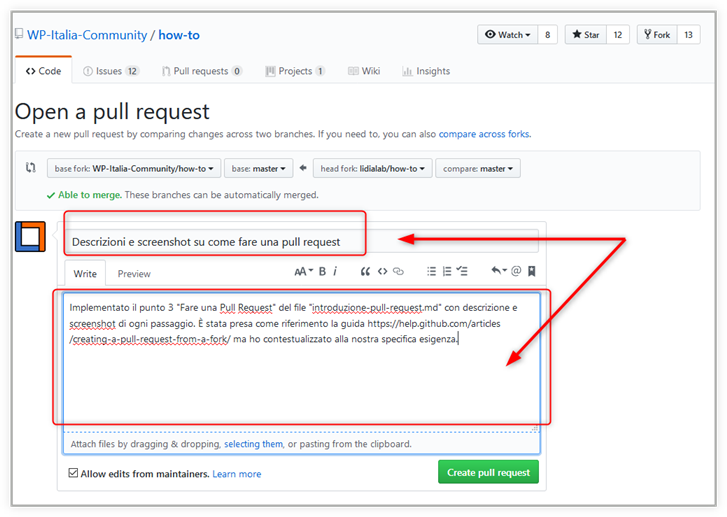 WP-Italia-Community / how-to
Watch 8 Star 12 Fork 13
Code Issues 12 Pull requests 0 Projects 1 Wiki Insights
Open a pull request
Create a new pull request by comparing changes across two branches. If you need to, you can also compare across forks.
base fork: WP-Italia-Community/how-to base: master head fork: lidialab/how-to compare: master
Able to merge. These branches can be automatically merged.
Descrizioni e screenshot su come fare una pull request
Write Preview AA B i
Implementato il punto 3 "Fare una Pull Request" del file "introduzione-pull-request.md" con descrizione e
screenshot di ogni passaggio. È stata presa come riferimento la guida https://help.github.com/articles
/creating-a-pull-request-from-a-fork/ ma ho contestualizzato alla nostra specifica esigenza.
Attach files by dragging & dropping, selecting them, or pasting from the clipboard.
Allow edits from maintainers. Learn more
Create pull request